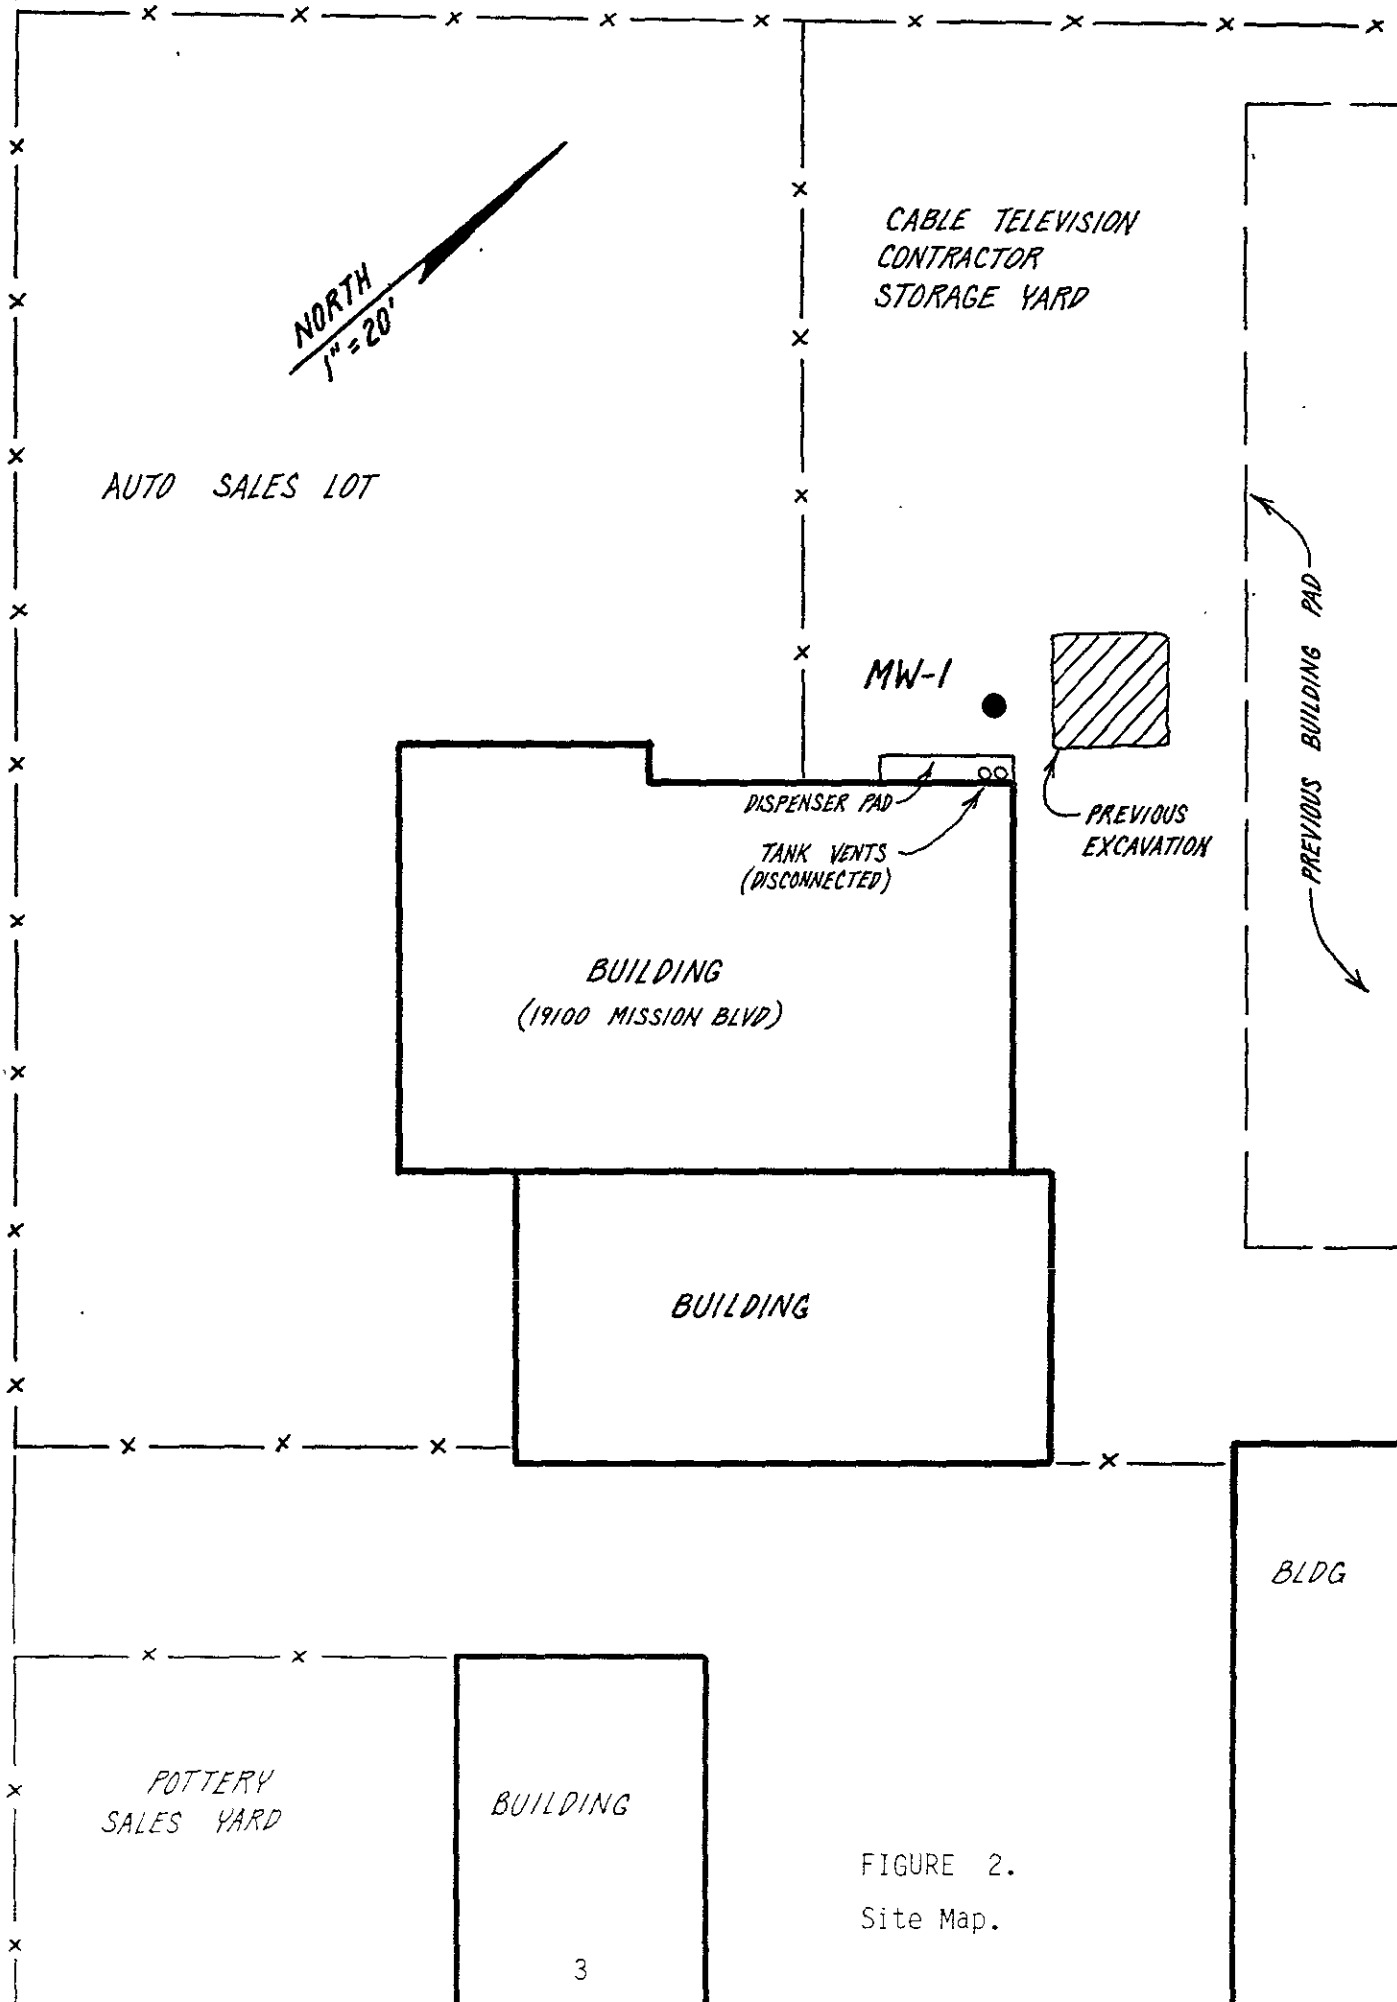 CABLE TELEVISION
CONTRACTOR
STORAGE YARD
NORTH
1" = 20'
AUTO SALES LOT
MW-1
PREVIOUS BUILDING PAD
DISPENSER PAD
PREVIOUS
EXCAVATION
TANK VENTS
(DISCONNECTED)
BUILDING
(19100 MISSION BLVD)
BUILDING
BLDG
POTTERY
SALES YARD
BUILDING
FIGURE 2.
Site Map.
3